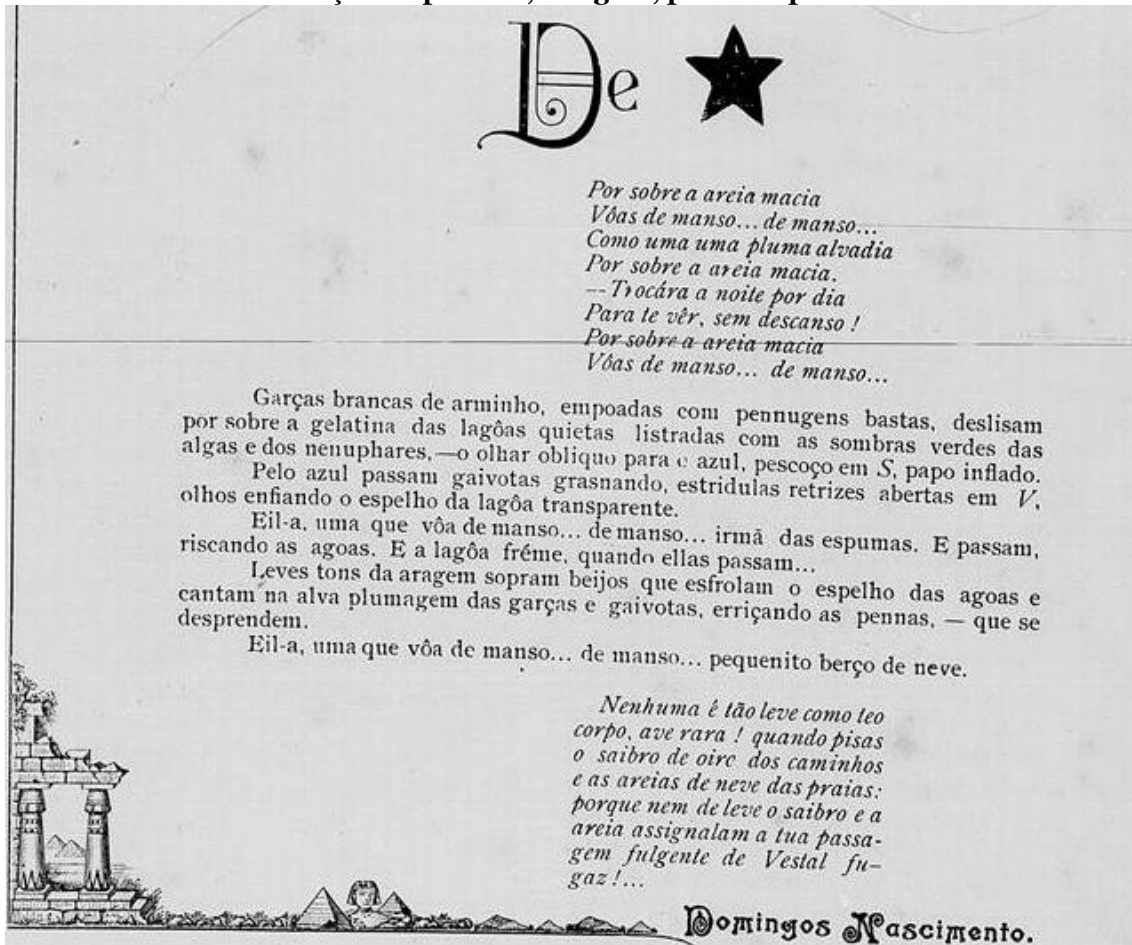 De
Por sobre a areia macia
Vôas de manso... de manso...
Como uma uma pluma alvadia
Por sobre a areia macia.
--Trocára a noite por dia
Para te vêr, sem descanso !
Por sobre a areia macia
Vôas de manso... de manso...
Garças brancas de arminho, empoadas com pennugens bastas, deslisam
por sobre a gelatina das lagôas quietas listradas com as sombras verdes das
algas e dos nenuphares,—o olhar obliquo para o azul, pescoço em S, papo inflado.
Pelo azul passam gaivotas grasnando, estridulas retrizes abertas em V,
olhos enfiando o espelho da lagôa transparente.
Eil-a, uma que vôa de manso... de manso... irmã das espumas. E passam,
riscando as agoas. E a lagôa fréme, quando ellas passam...
Leves tons da aragem sopram beijos que esfrolam o espelho das agoas e
cantam na alva plumagem das garças e gaivotas, erriçando as pennas, — que se
desprendem.
Eil-a, uma que vôa de manso... de manso... pequenito berço de neve.
Nenhuma é tão leve como teo
corpo, ave rara ! quando pisas
o saibro de oiro dos caminhos
e as areias de neve das praias:
porque nem de leve o saibro e a
areia assignalam a tua passa-
gem fulgente de Vestal fu-
gaz !...
Domingos Nascimento.